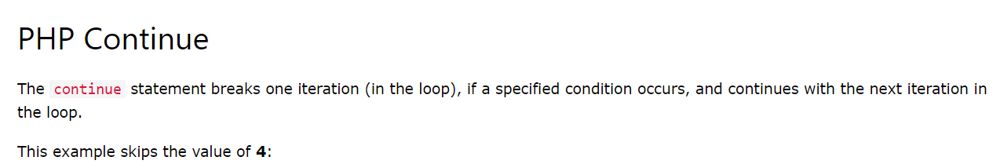 PHP Continue
The continue statement breaks one iteration (in the loop), if a specified condition occurs, and continues with the next iteration in
the loop.
This example skips the value of 4: